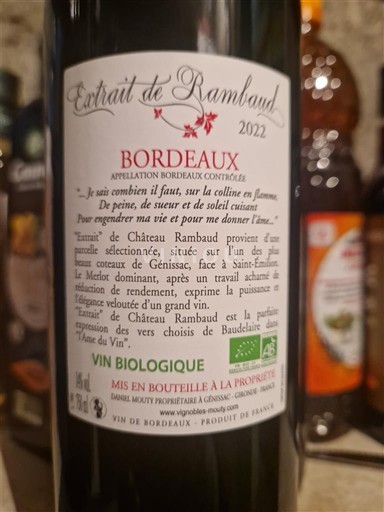 Extrait de Rambaud
2022
BORDEAUX
APPELLATION BORDEAUX CONTRÔLÉE
"... Je sais combien il faut, sur la colline en flamme,
De peine, de sueur et de soleil cuisant
Pour engendrer ma vie et pour me donner l'âme..."
"Extrait" de Château Rambaud provient d'une
parcelle sélectionnée, située sur l'un des plus
beaux coteaux de Génissac, face à Saint-Émilion.
Le Merlot dominant, après un travail acharné de
réduction de rendement, exprime la puissance et
l'élégance veloutée d'un grand vin.
"Extrait" de Château Rambaud est la parfaite
expression des vers choisis de Baudelaire dans
"l'Ame du Vin".
VIN BIOLOGIQUE
AB
MIS EN BOUTEILLE À LA PROPRIÉTÉ
DANIEL MOUTY PROPRIÉTAIRE À GÉNISSAC - GIRONDE - FRANCE
www.vignobles-mouty.com
VIN DE BORDEAUX - PRODUIT DE FRANCE